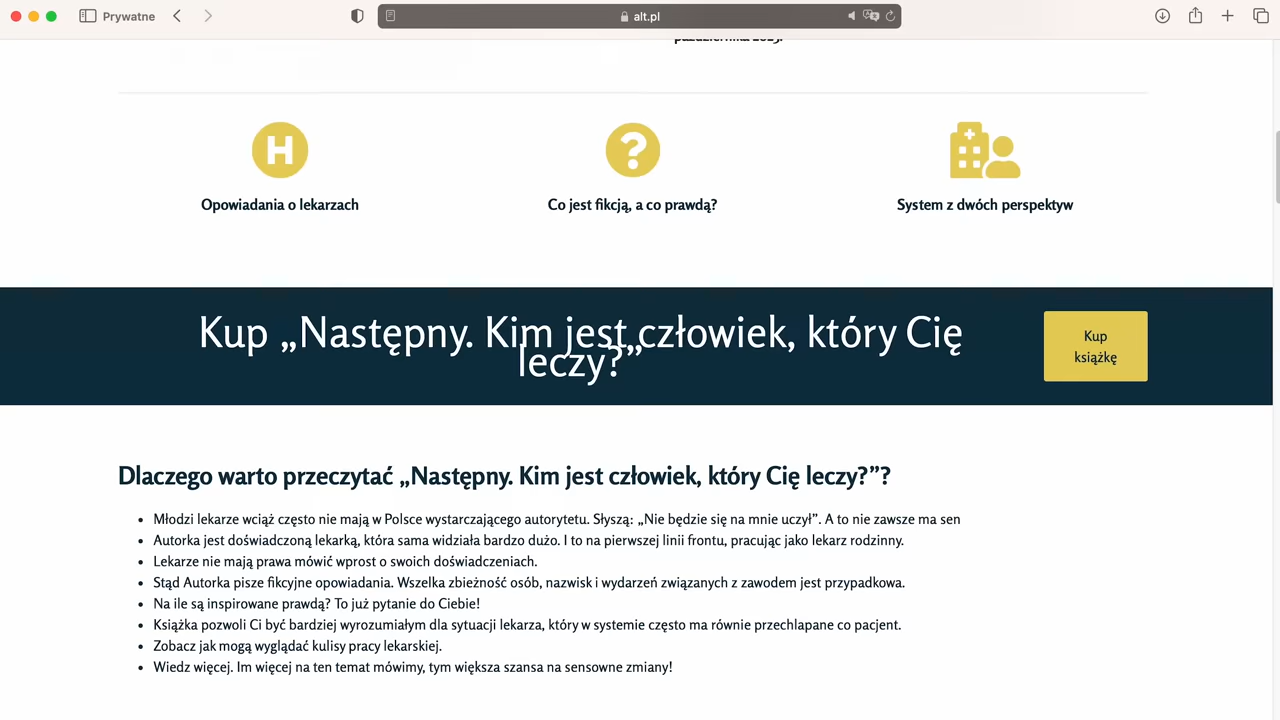 Prywatne
alt.pl
października 2023.
H
?
Opowiadania o lekarzach
Co jest fikcją, a co prawdą?
System z dwóch perspektyw
Kup „Następny. Kim jest człowiek, który Cię
leczy?”
Kup
książkę
Dlaczego warto przeczytać „Następny. Kim jest człowiek, który Cię leczy?”?
• Młodzi lekarze wciąż często nie mają w Polsce wystarczającego autorytetu. Słyszą: „Nie będzie się na mnie uczył”. A to nie zawsze ma sen
• Autorka jest doświadczoną lekarką, która sama widziała bardzo dużo. I to na pierwszej linii frontu, pracując jako lekarz rodzinny.
• Lekarze nie mają prawa mówić wprost o swoich doświadczeniach.
• Stąd Autorka pisze fikcyjne opowiadania. Wszelka zbieżność osób, nazwisk i wydarzeń związanych z zawodem jest przypadkowa.
• Na ile są inspirowane prawdą? To już pytanie do Ciebie!
• Książka pozwoli Ci być bardziej wyrozumiałym dla sytuacji lekarza, który w systemie często ma równie przechlapane co pacjent.
• Zobacz jak mogą wyglądać kulisy pracy lekarskiej.
• Wiedz więcej. Im więcej na ten temat mówimy, tym większa szansa na sensowne zmiany!